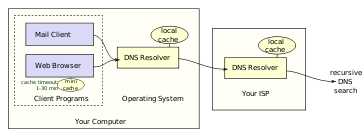 Mail Client
Web Browser
cache timeout:
1-30 min
mini
cache
Client Programs
local
cache
DNS Resolver
Operating System
Your Computer
local
cache
DNS Resolver
Your ISP
recursive
DNS
search